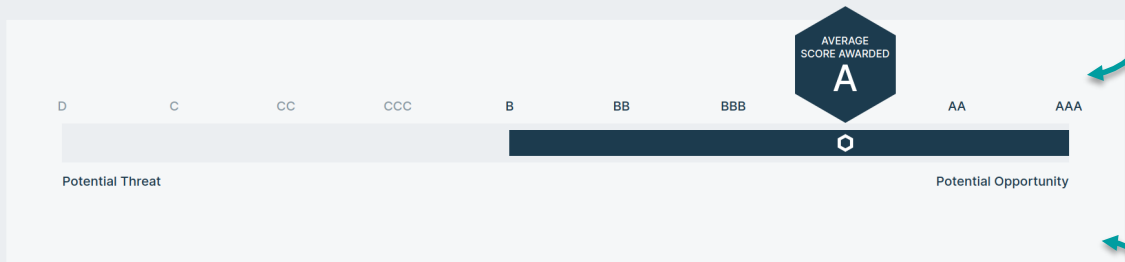 AVERAGE
SCORE AWARDED
A
D C CC CCC B BB BBB AA AAA
Potential Threat Potential Opportunity